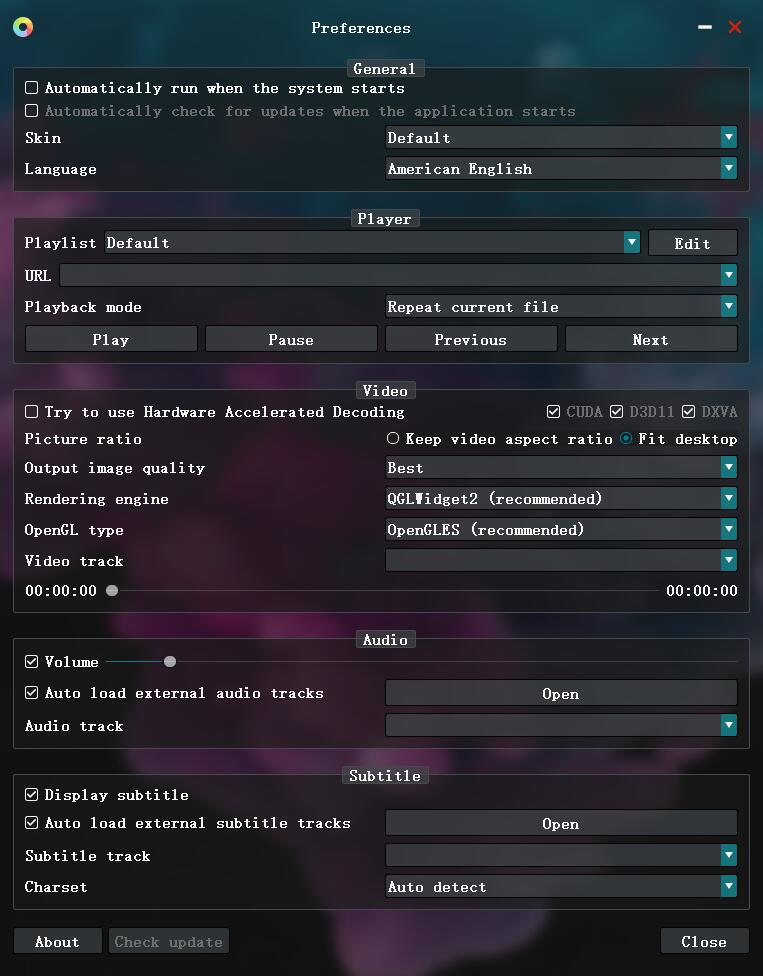 Preferences
General
Automatically run when the system starts
Automatically check for updates when the application starts
Skin Default
Language American English
Player
Playlist Default Edit
URL
Playback mode Repeat current file
Play Pause Previous Next
Video
Try to use Hardware Accelerated Decoding CUDA D3D11 DXVA
Picture ratio Keep video aspect ratio Fit desktop
Output image quality Best
Rendering engine QGLWidget2 (recommended)
OpenGL type OpenGLES (recommended)
Video track
00:00:00 00:00:00
Audio
Volume
Auto load external audio tracks Open
Audio track
Subtitle
Display subtitle
Auto load external subtitle tracks Open
Subtitle track
Charset Auto detect
About Check update Close